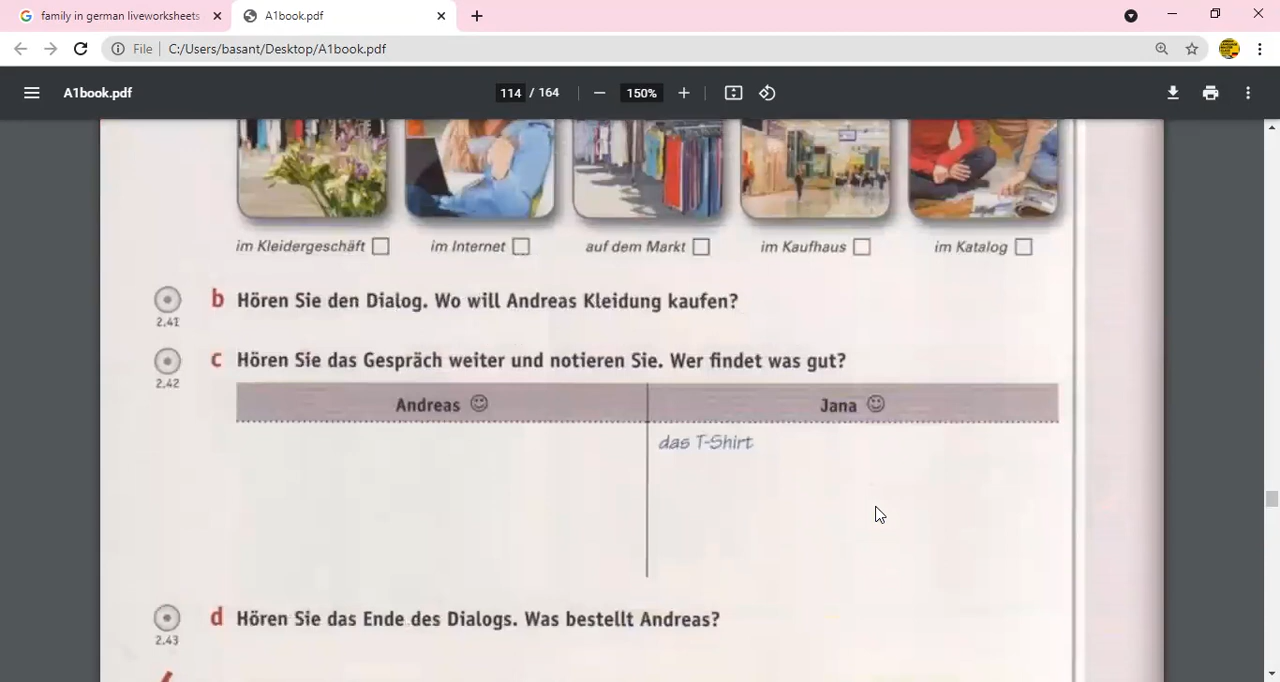 family in german liveworksheets
A1book.pdf
File
C:/Users/basant/Desktop/A1book.pdf
A1book.pdf
114 / 164
150%
im Kleidergeschäft
im Internet
auf dem Markt
im Kaufhaus
im Katalog
2.41
b Hören Sie den Dialog. Wo will Andreas Kleidung kaufen?
2.42
c Hören Sie das Gespräch weiter und notieren Sie. Wer findet was gut?
Andreas
Jana
das T-Shirt
2.43
d Hören Sie das Ende des Dialogs. Was bestellt Andreas?